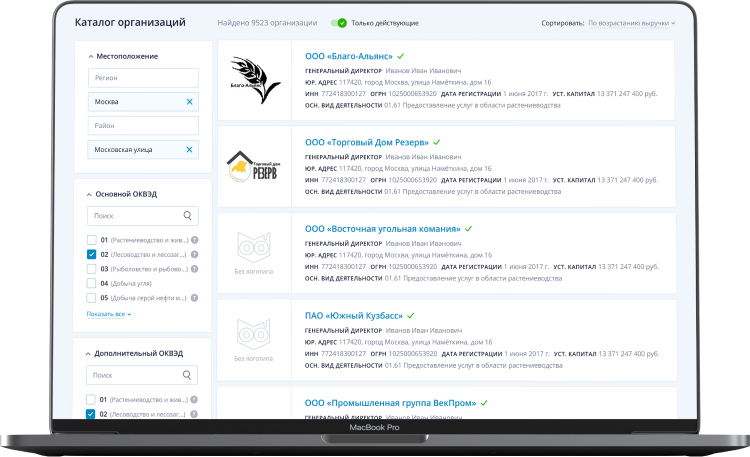 Каталог организаций
Найдено 9523 организации
Только действующие
Сортировать: По возрастанию выручки
Местоположение
Регион
Москва
Район
Московская улица
Основной ОКВЭД
Поиск
01 (Растениеводство и жив...) ?
02 (Лесоводство и лесозаг...) ?
03 (Рыболовство и рыбово...) ?
04 (Добыча угля)
05 (Добыча серой нефти и...) ?
Показать все
Дополнительный ОКВЭД
Поиск
01 (Растениеводство и жив...) ?
02 (Лесоводство и лесозаг...) ?
Благо-Альянс
ООО «Благо-Альянс»
ГЕНЕРАЛЬНЫЙ ДИРЕКТОР Иванов Иван Иванович
ЮР. АДРЕС 117420, город Москва, улица Намёткина, дом 16
ИНН 772418300127 ОГРН 1025000653920 ДАТА РЕГИСТРАЦИИ 1 июня 2017 г. УСТ. КАПИТАЛ 13 371 247 400 руб.
ОСН. ВИД ДЕЯТЕЛЬНОСТИ 01.61 Предоставление услуг в области растениеводства
Торговый дом
РЕЗЕРВ
ООО «Торговый Дом Резерв»
ГЕНЕРАЛЬНЫЙ ДИРЕКТОР Иванов Иван Иванович
ЮР. АДРЕС 117420, город Москва, улица Намёткина, дом 16
ИНН 772418300127 ОГРН 1025000653920 ДАТА РЕГИСТРАЦИИ 1 июня 2017 г. УСТ. КАПИТАЛ 13 371 247 400 руб.
ОСН. ВИД ДЕЯТЕЛЬНОСТИ 01.61 Предоставление услуг в области растениеводства
Без логотипа
ООО «Восточная угольная комания»
ГЕНЕРАЛЬНЫЙ ДИРЕКТОР Иванов Иван Иванович
ЮР. АДРЕС 117420, город Москва, улица Намёткина, дом 16
ИНН 772418300127 ОГРН 1025000653920 ДАТА РЕГИСТРАЦИИ 1 июня 2017 г. УСТ. КАПИТАЛ 13 371 247 400 руб.
ОСН. ВИД ДЕЯТЕЛЬНОСТИ 01.61 Предоставление услуг в области растениеводства
Без логотипа
ПАО «Южный Кузбасс»
ГЕНЕРАЛЬНЫЙ ДИРЕКТОР Иванов Иван Иванович
ЮР. АДРЕС 117420, город Москва, улица Намёткина, дом 16
ИНН 772418300127 ОГРН 1025000653920 ДАТА РЕГИСТРАЦИИ 1 июня 2017 г. УСТ. КАПИТАЛ 13 371 247 400 руб.
ОСН. ВИД ДЕЯТЕЛЬНОСТИ 01.61 Предоставление услуг в области растениеводства
ООО «Промышленная группа ВекПром»
ГЕНЕРАЛЬНЫЙ ДИРЕКТОР Иванов Иван Иванович
MacBook Pro